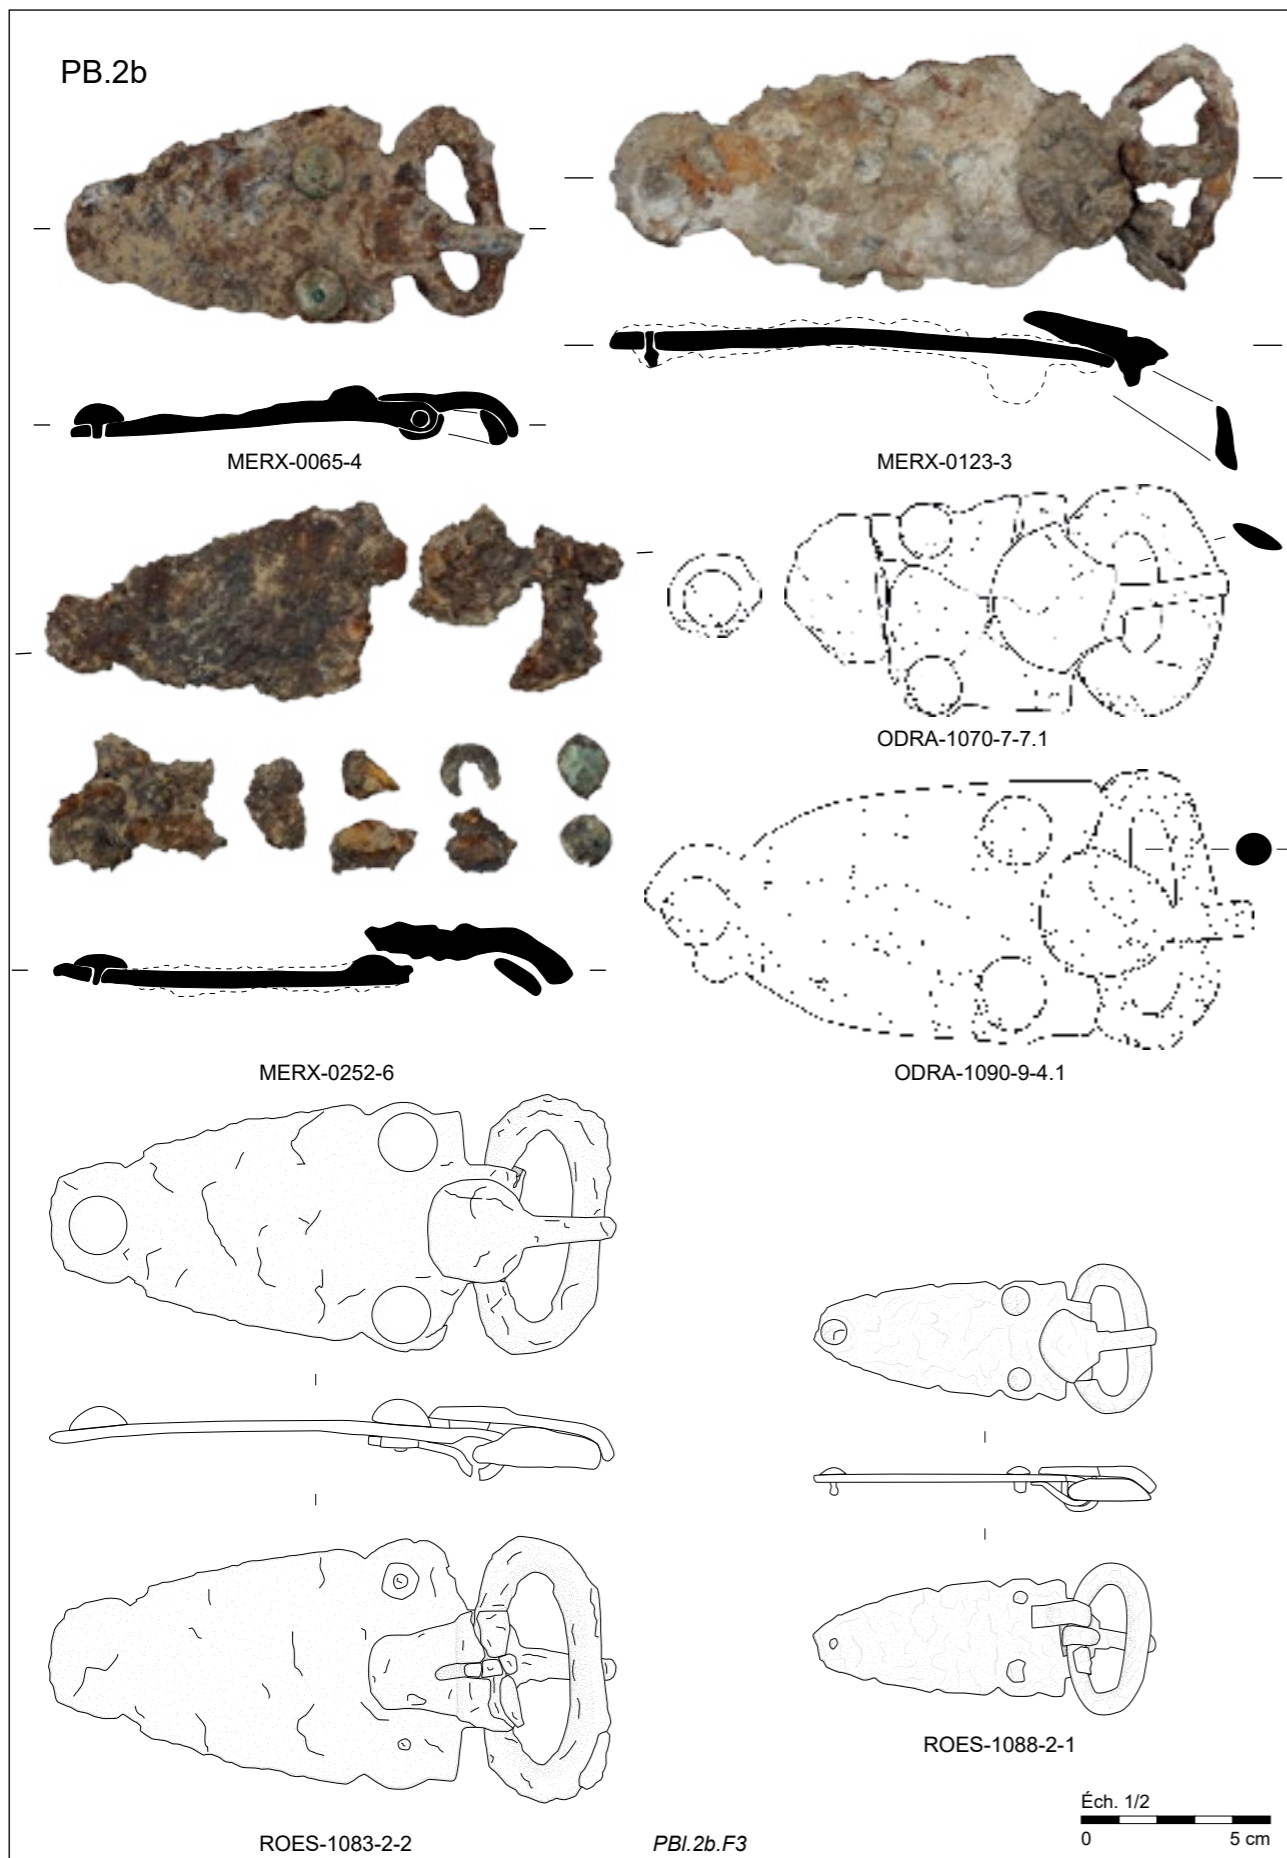 PB.2b
MERX-0065-4
MERX-0123-3
ODRA-1070-7-7.1
MERX-0252-6
ODRA-1090-9-4.1
ROES-1083-2-2
ROES-1088-2-1
PBI.2b.F3
Éch. 1/2
0 5 cm